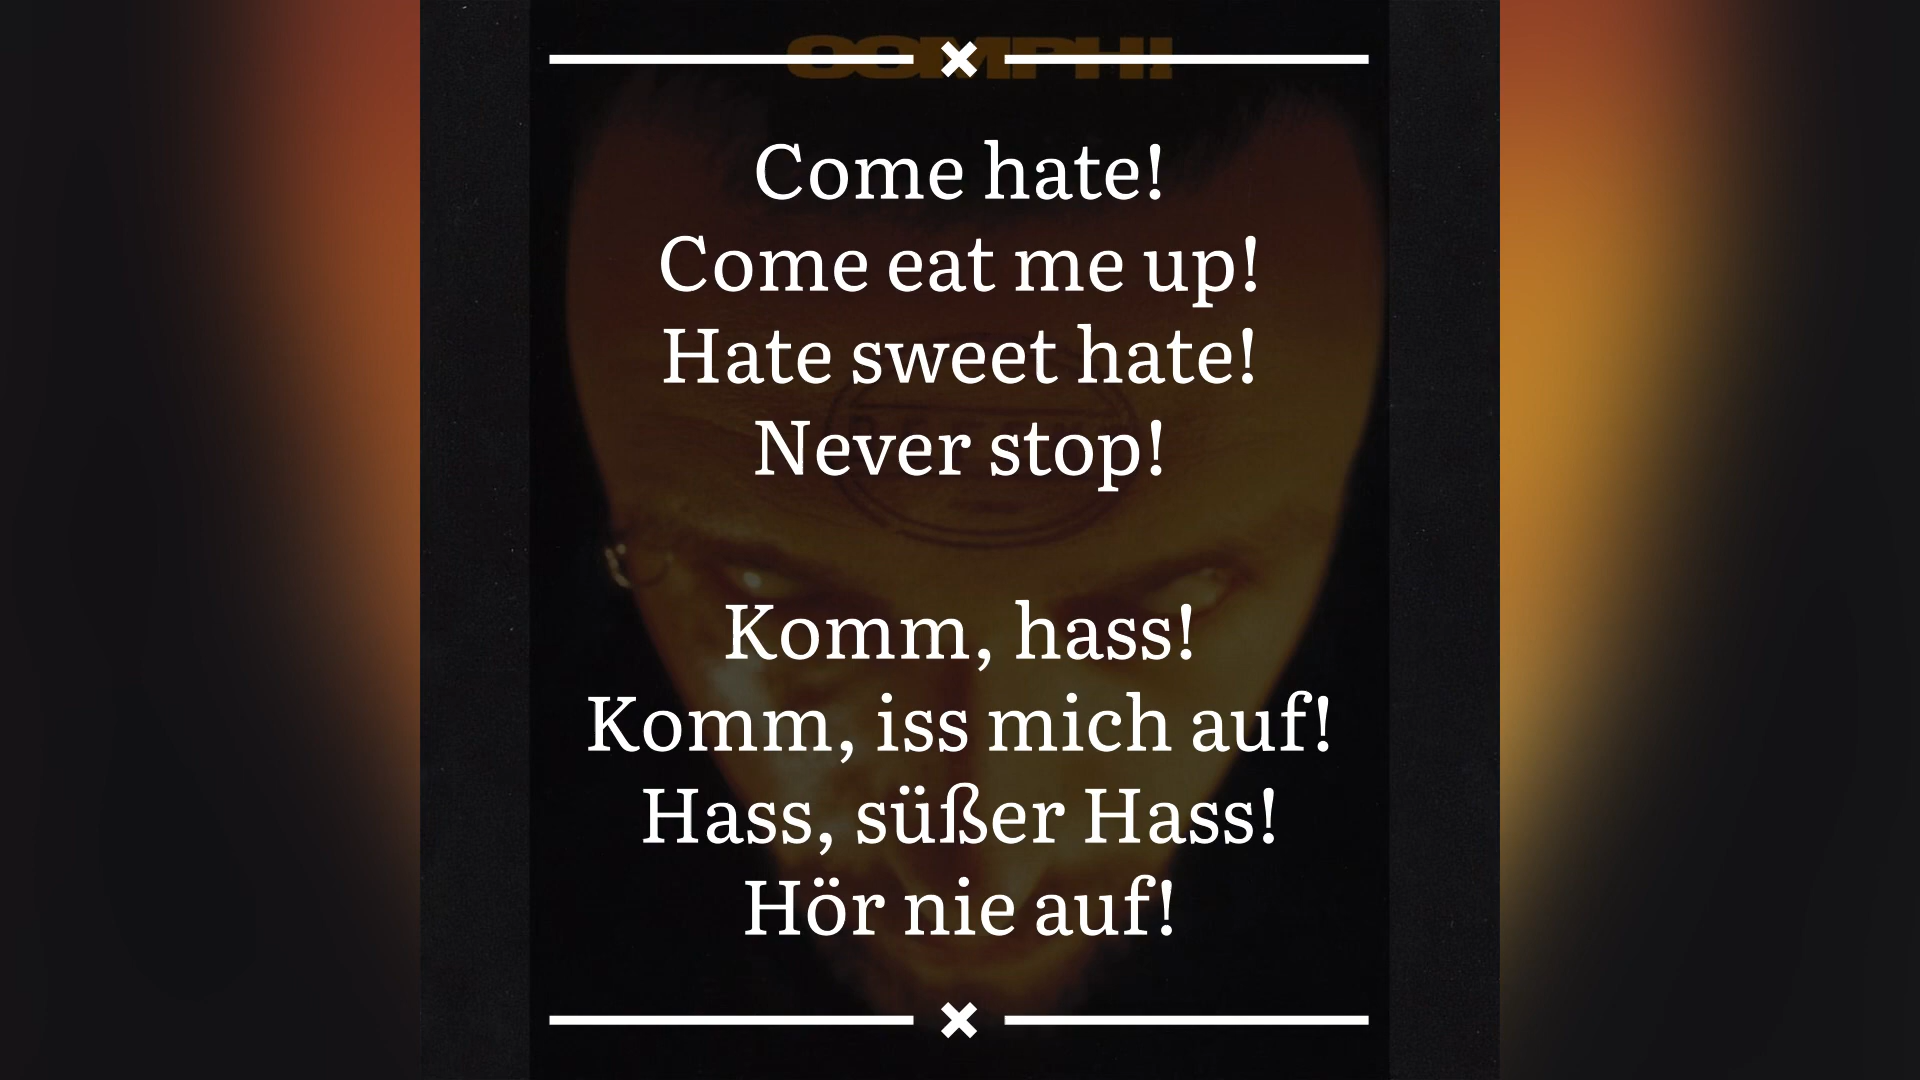 OOMPH!
Come hate!
Come eat me up!
Hate sweet hate!
Never stop!
Komm, hass!
Komm, iss mich auf!
Hass, süßer Hass!
Hör nie auf!